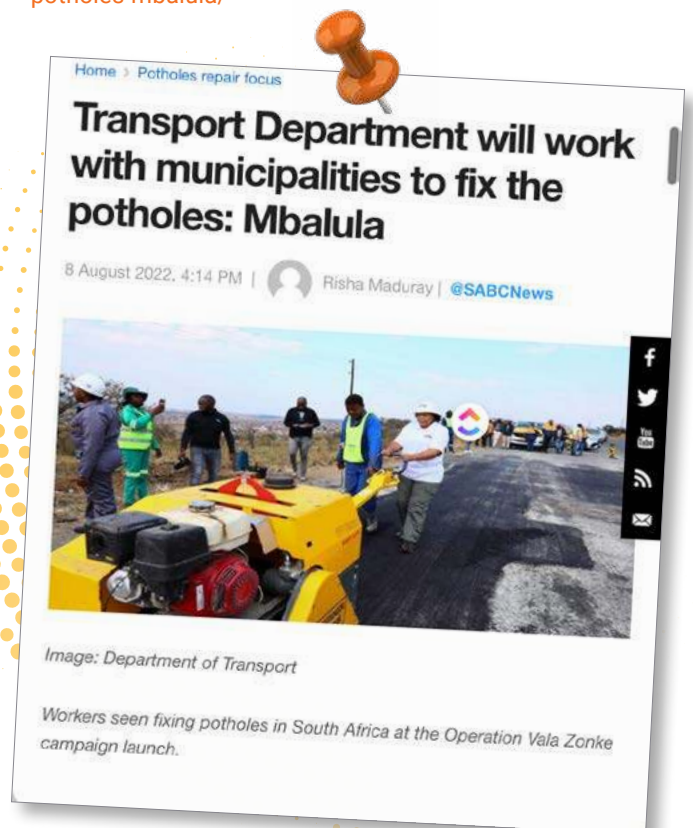 potholes-mbalula/
Home > Potholes repair focus
Transport Department will work
with municipalities to fix the
potholes: Mbalula
8 August 2022, 4:14 PM |
Risha Maduray | @SABCNews
f
You
Tube
Image: Department of Transport
Workers seen fixing potholes in South Africa at the Operation Vala Zonke
campaign launch.